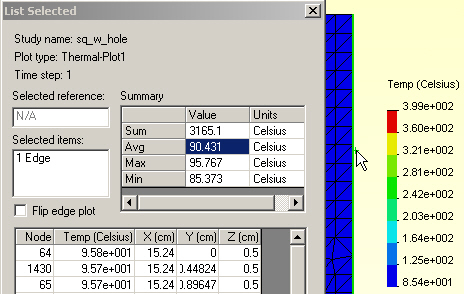 List Selected
Study name: sq_w_hole
Plot type: Thermal-Plot1
Time step: 1
Selected reference:
N/A
Selected items:
1 Edge
Flip edge plot
Summary
Value Units
Sum 3165.1 Celsius
Avg 90.431 Celsius
Max 95.767 Celsius
Min 85.373 Celsius
Node Temp (Celsius) X (cm) Y (cm) Z (cm)
64 9.58e+001 15.24 0 0.5
1430 9.57e+001 15.24 0.44824 0.5
65 9.57e+001 15.24 0.89647 0.5
Temp (Celsius)
3.99e+002
3.60e+002
3.21e+002
2.81e+002
2.42e+002
2.03e+002
1.64e+002
1.25e+002
8.54e+001